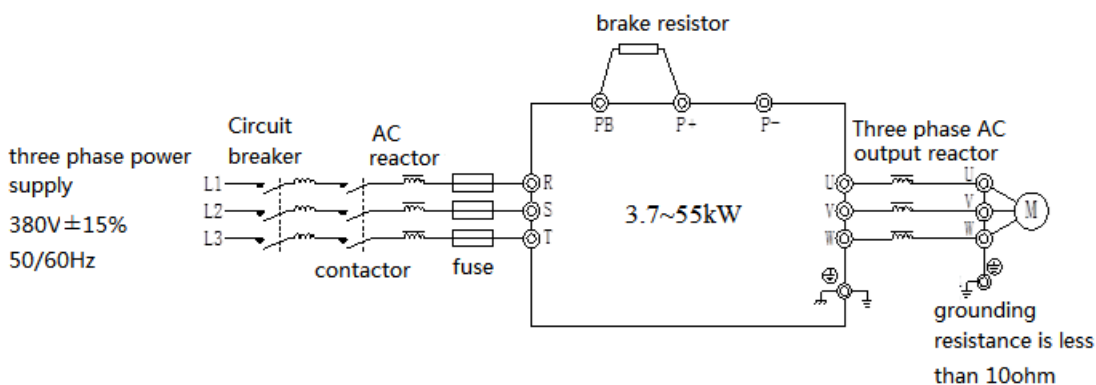 brake resistor
PB
P+
P-
three phase power
supply
380V±15%
50/60Hz
Circuit
breaker
AC
reactor
L1
L2
L3
contactor
fuse
R
S
T
3.7~55kW
U
V
W
Three phase AC
output reactor
U
V
W
M
grounding
resistance is less
than 10ohm